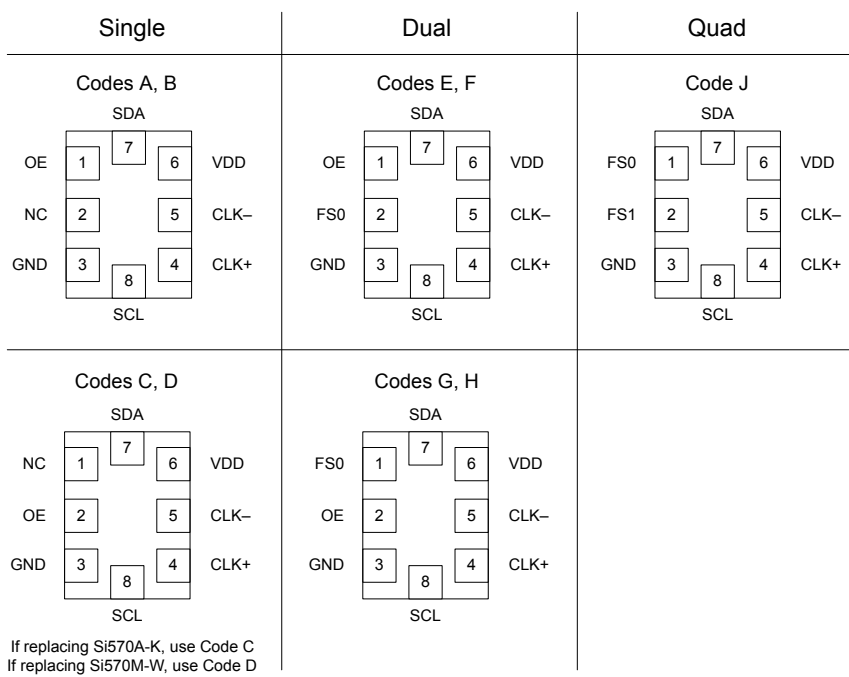 Single
Dual
Quad
Codes A, B
SDA
7
OE 1 6 VDD
NC 2 5 CLK–
GND 3 4 CLK+
8
SCL
Codes E, F
SDA
7
OE 1 6 VDD
FS0 2 5 CLK–
GND 3 4 CLK+
8
SCL
Code J
SDA
7
FS0 1 6 VDD
FS1 2 5 CLK–
GND 3 4 CLK+
8
SCL
Codes C, D
SDA
7
NC 1 6 VDD
OE 2 5 CLK–
GND 3 4 CLK+
8
SCL
If replacing Si570A-K, use Code C
If replacing Si570M-W, use Code D
Codes G, H
SDA
7
FS0 1 6 VDD
OE 2 5 CLK–
GND 3 4 CLK+
8
SCL